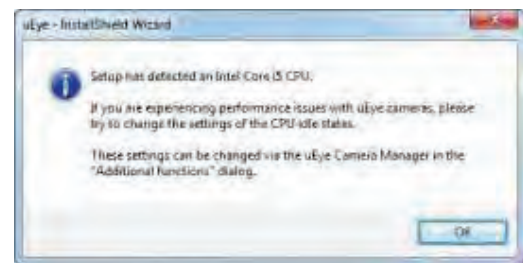 uEye - InstallShield Wizard
Setup has detected an Intel Core i5 CPU.
If you are experiencing performance issues with uEye cameras, please
try to change the settings of the CPU idle states.
These settings can be changed via the uEye Camera Manager in the
"Additional functions" dialog.
OK